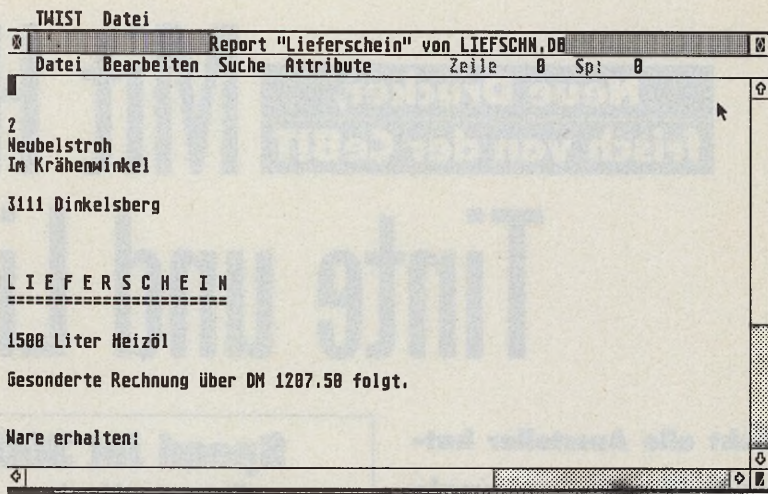 TWIST Datei
Report "Lieferschein" von LIEFSCHN.DB
Datei Bearbeiten Suche Attribute Zeile 0 Sp: 0
2
Neubelstroh
Im Krähenwinkel
3111 Dinkelsberg
L I E F E R S C H E I N
======================
1500 Liter Heizöl
Gesonderte Rechnung über DM 1207.50 folgt.
Ware erhalten: